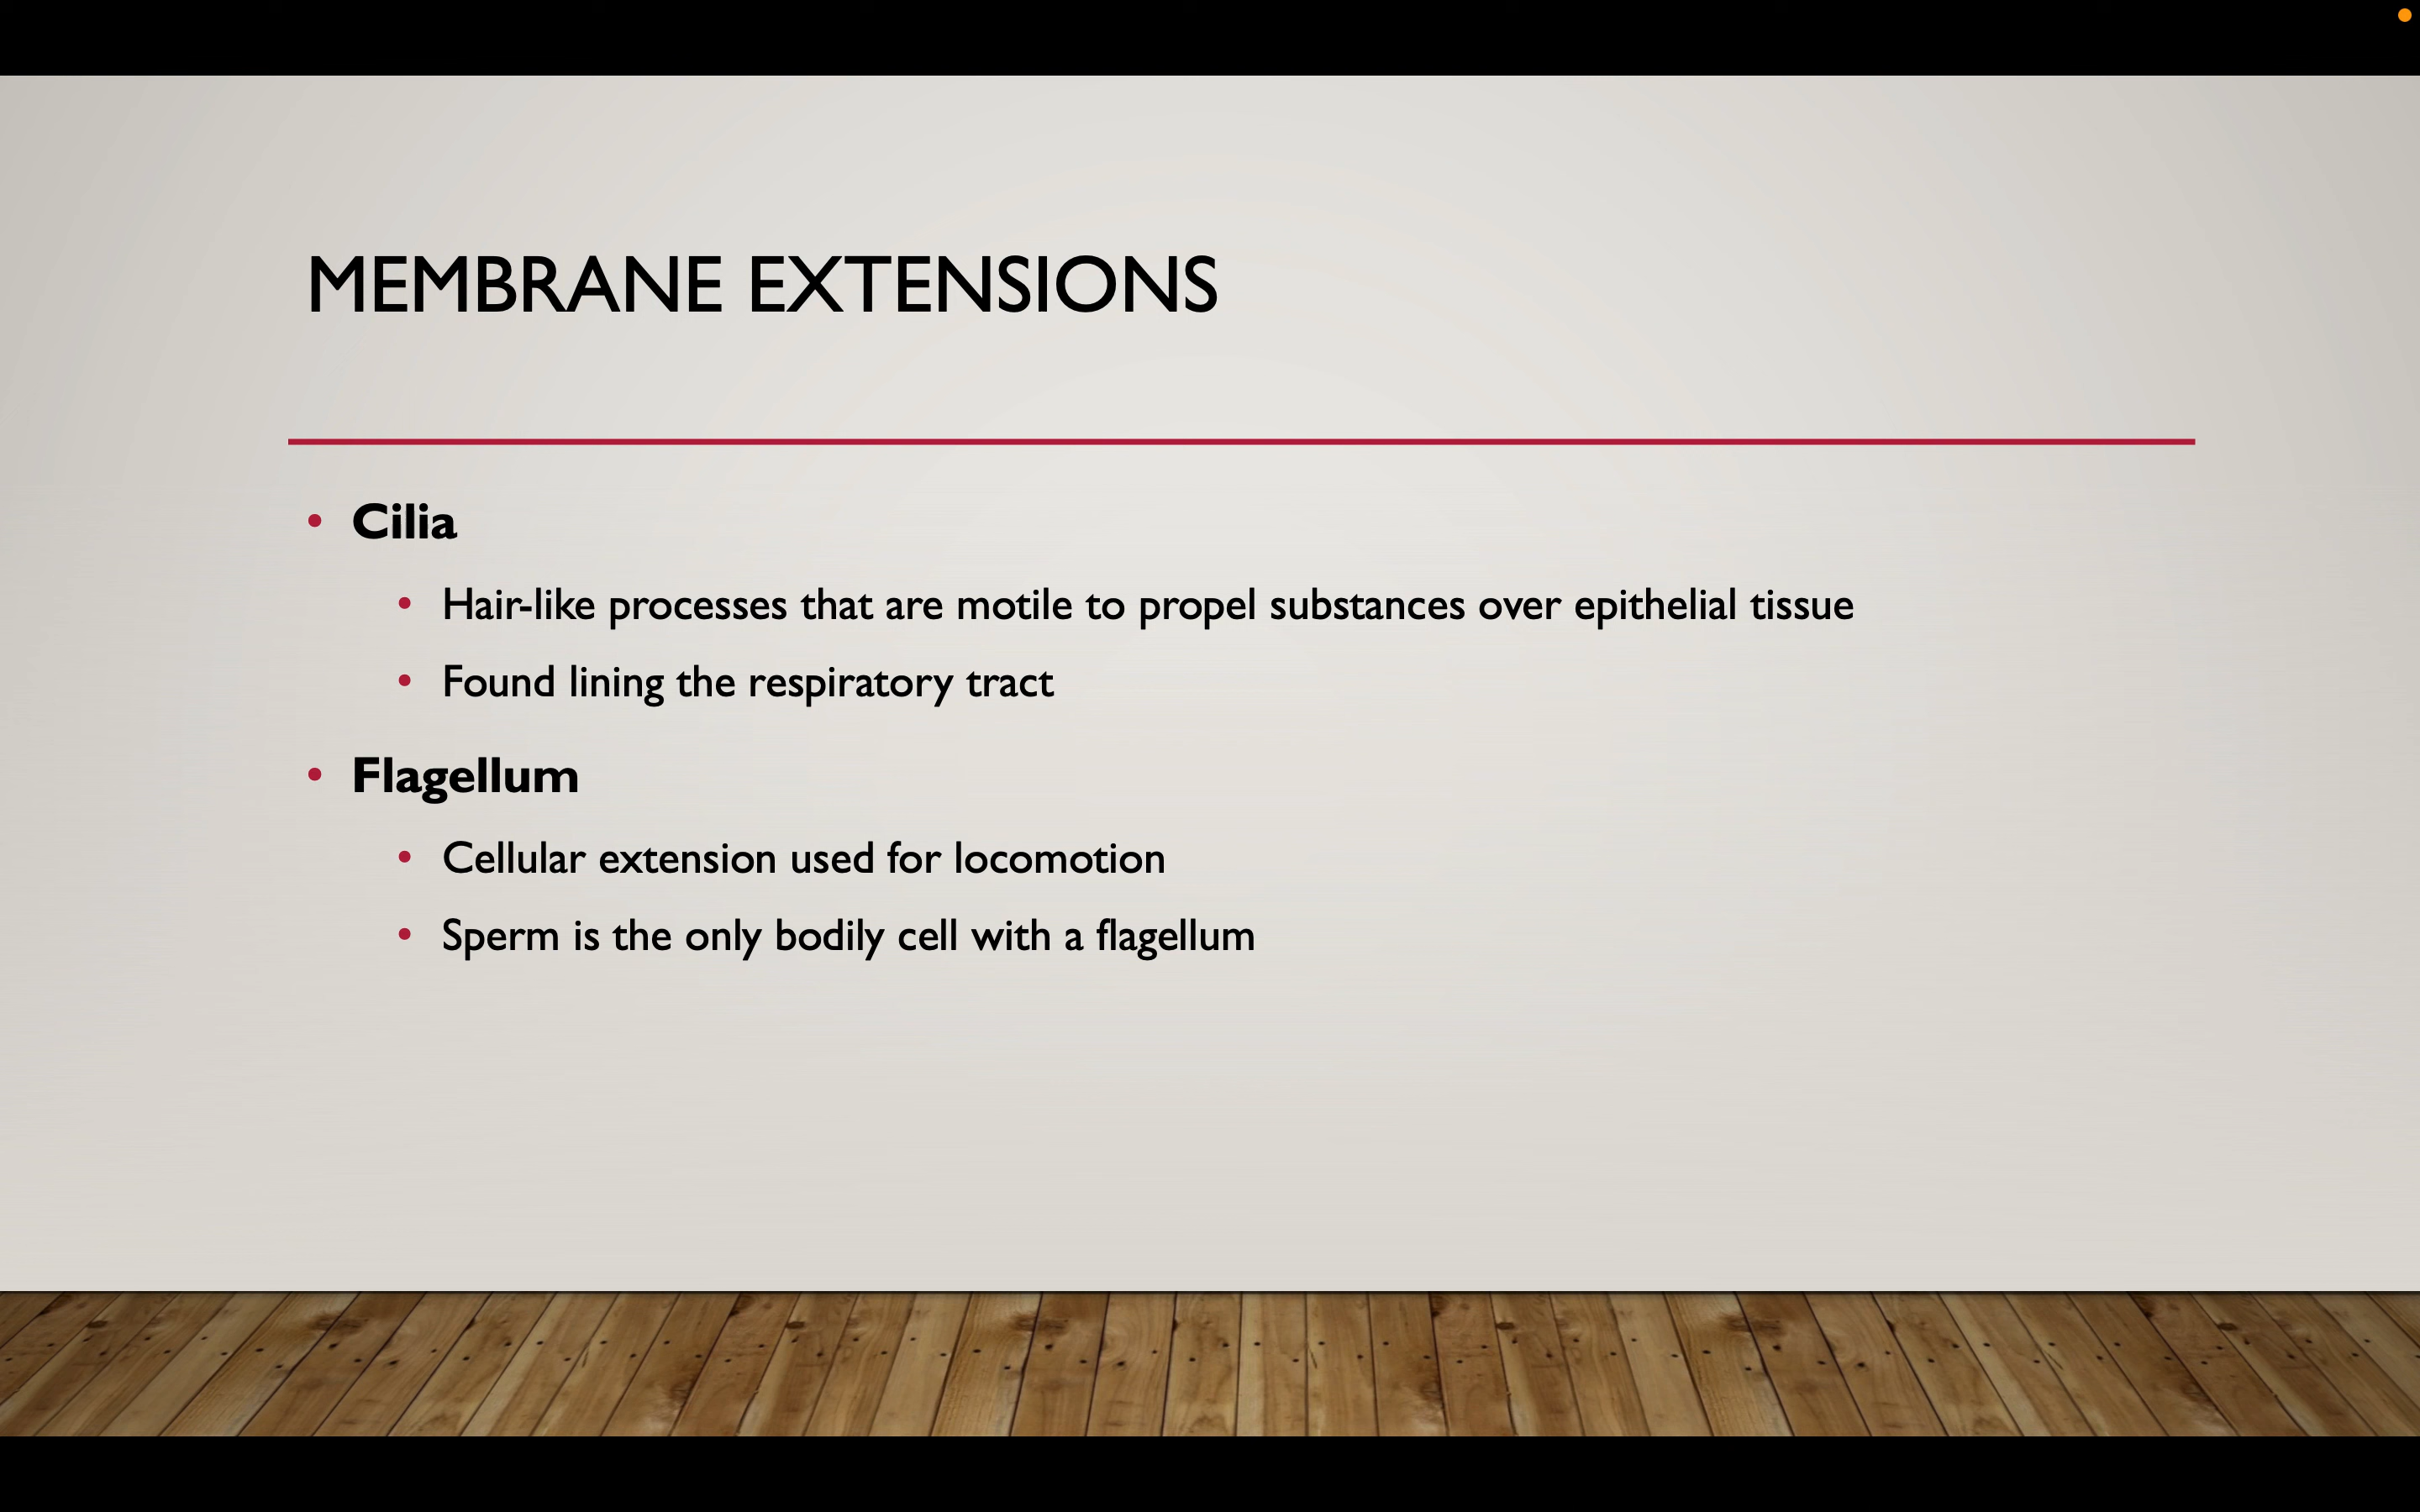 MEMBRANE EXTENSIONS
• Cilia
• Hair-like processes that are motile to propel substances over epithelial tissue
• Found lining the respiratory tract
• Flagellum
• Cellular extension used for locomotion
• Sperm is the only bodily cell with a flagellum